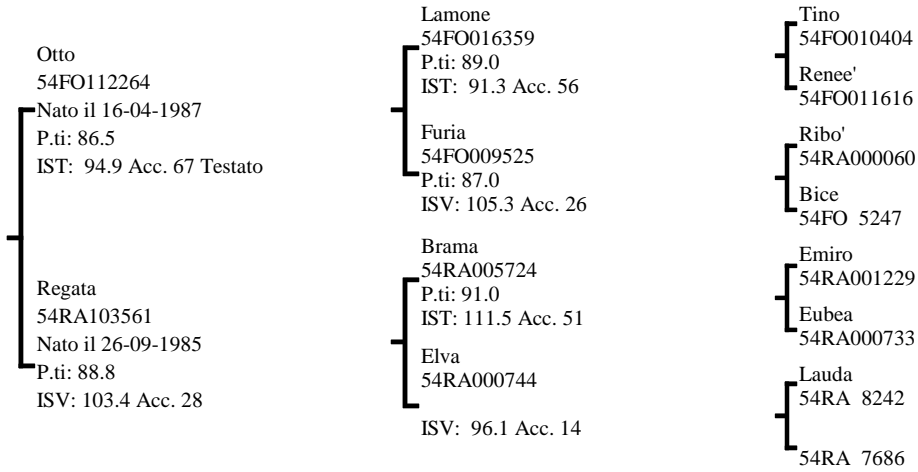 Otto
54FO112264
Nato il 16-04-1987
P.ti: 86.5
IST: 94.9 Acc. 67 Testato
Regata
54RA103561
Nato il 26-09-1985
P.ti: 88.8
ISV: 103.4 Acc. 28
Lamone
54FO016359
P.ti: 89.0
IST: 91.3 Acc. 56
Furia
54FO009525
P.ti: 87.0
ISV: 105.3 Acc. 26
Brama
54RA005724
P.ti: 91.0
IST: 111.5 Acc. 51
Elva
54RA000744
ISV: 96.1 Acc. 14
Tino
54FO010404
Renee'
54FO011616
Ribo'
54RA000060
Bice
54FO 5247
Emiro
54RA001229
Eubea
54RA000733
Lauda
54RA 8242
54RA 7686